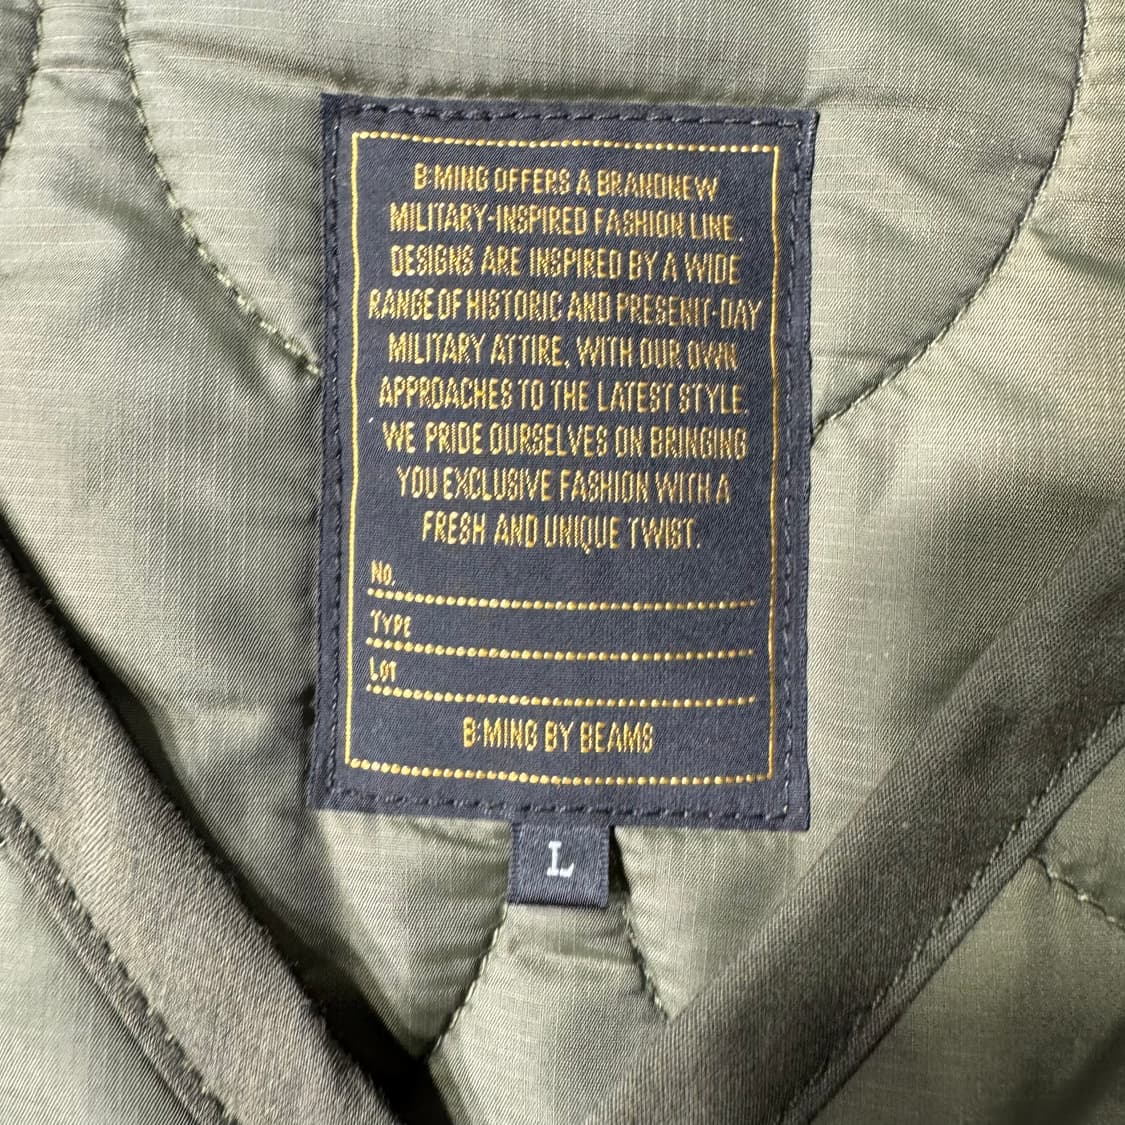 B:MING OFFERS A BRANDNEW
MILITARY-INSPIRED FASHION LINE.
DESIGNS ARE INSPIRED BY A WIDE
RANGE OF HISTORIC AND PRESENIT-DAY
MILITARY ATTIRE, WITH OUR OWN
APPROACHES TO THE LATEST STYLE.
WE PRIDE OURSELVES ON BRINGING
YOU EXCLUSIVE FASHION WITH A
FRESH AND UNIQUE TWIST.
NO.
TYPE
LOT
B:MING BY BEAMS
L